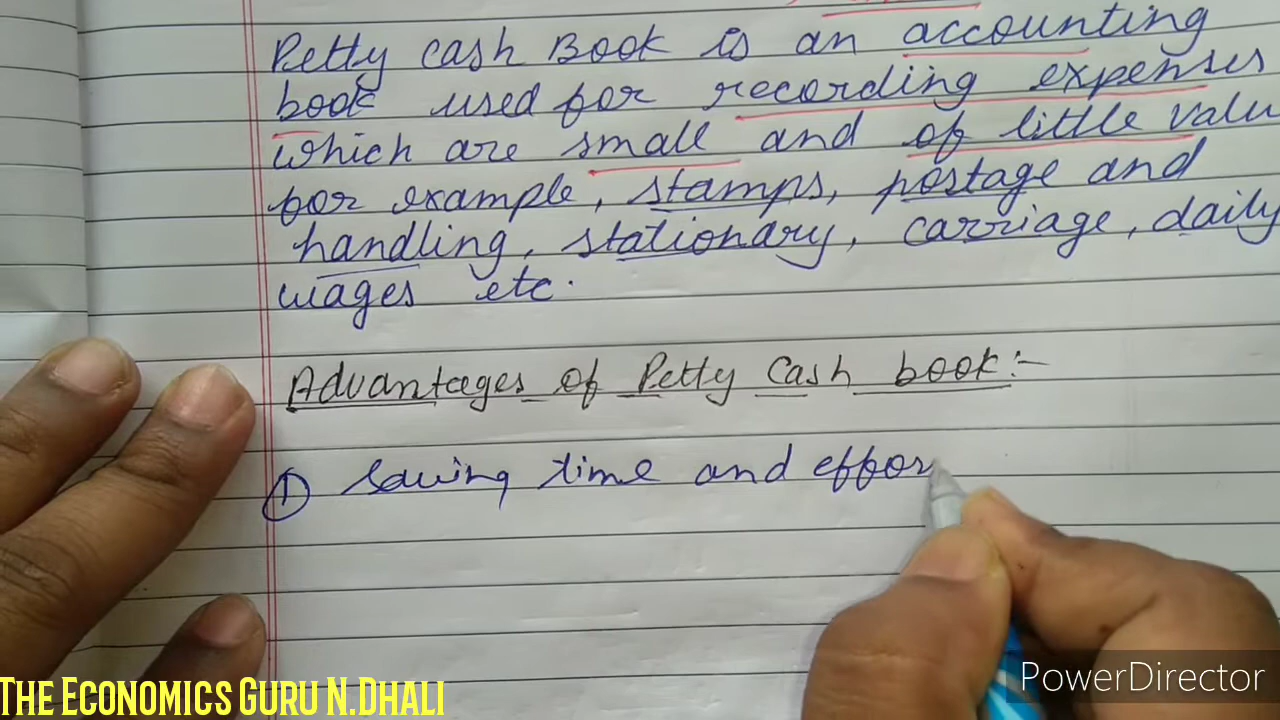 Petty cash Book is an accounting
book used for recording expenses
which are small and of little valu
for example, stamps, postage and
handling, stationary, carriage, daily
wages etc.
Advantages of Petty Cash book:-
① Saving time and effor
PowerDirector
THE ECONOMICS GURU N.DHALI